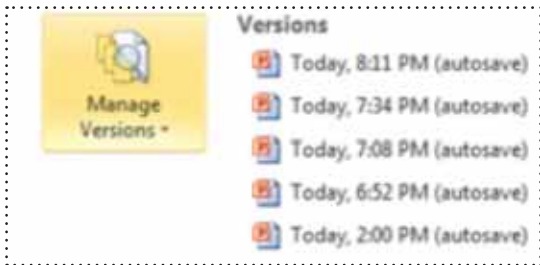 Versions
Today, 8:11 PM (autosave)
Manage
Versions
Today, 7:34 PM (autosave)
Today, 7:08 PM (autosave)
Today, 6:52 PM (autosave)
Today, 2:00 PM (autosave)